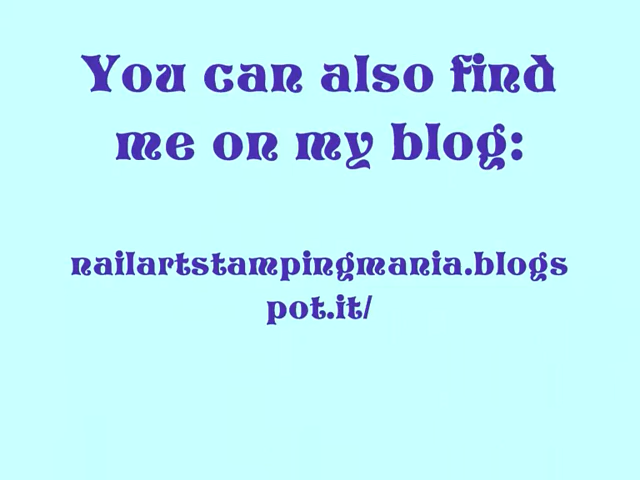 You can also find
me on my blog:
nailartstampingmania.blogs
pot.it/